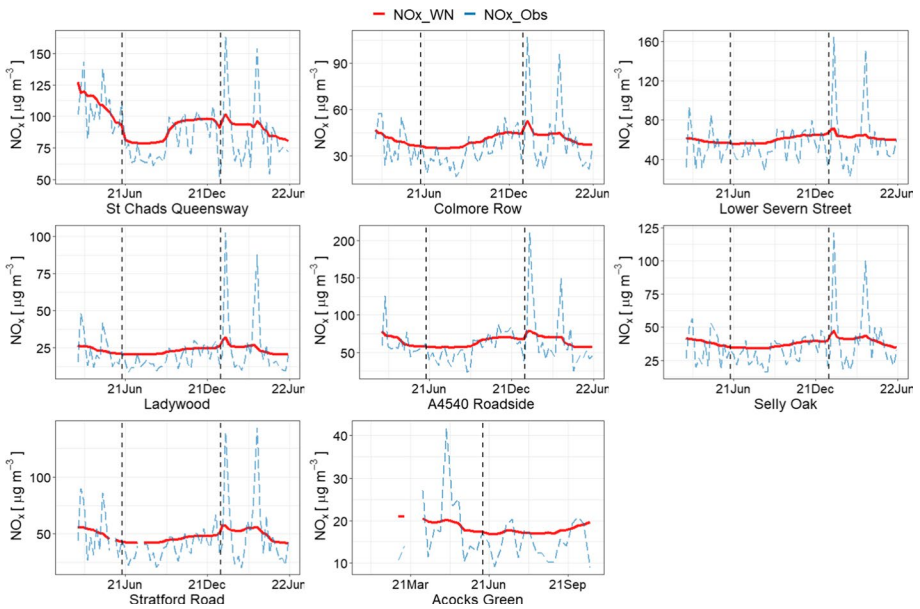 NOx_WN NOx_Obs
NOₓ [ µg m⁻³ ]
150
125
100
75
50
21Jun 21Dec 22Jun
St Chads Queensway
NOₓ [ µg m⁻³ ]
90
60
30
21Jun 21Dec 22Jun
Colmore Row
NOₓ [ µg m⁻³ ]
160
120
80
40
21Jun 21Dec 22Jun
Lower Severn Street
NOₓ [ µg m⁻³ ]
100
75
50
25
21Jun 21Dec 22Jun
Ladywood
NOₓ [ µg m⁻³ ]
200
150
100
50
21Jun 21Dec 22Jun
A4540 Roadside
NOₓ [ µg m⁻³ ]
125
100
75
50
25
21Jun 21Dec 22Jun
Selly Oak
NOₓ [ µg m⁻³ ]
100
50
21Jun 21Dec 22Jun
Stratford Road
NOₓ [ µg m⁻³ ]
40
30
20
10
21Mar 21Jun 21Sep
Acocks Green